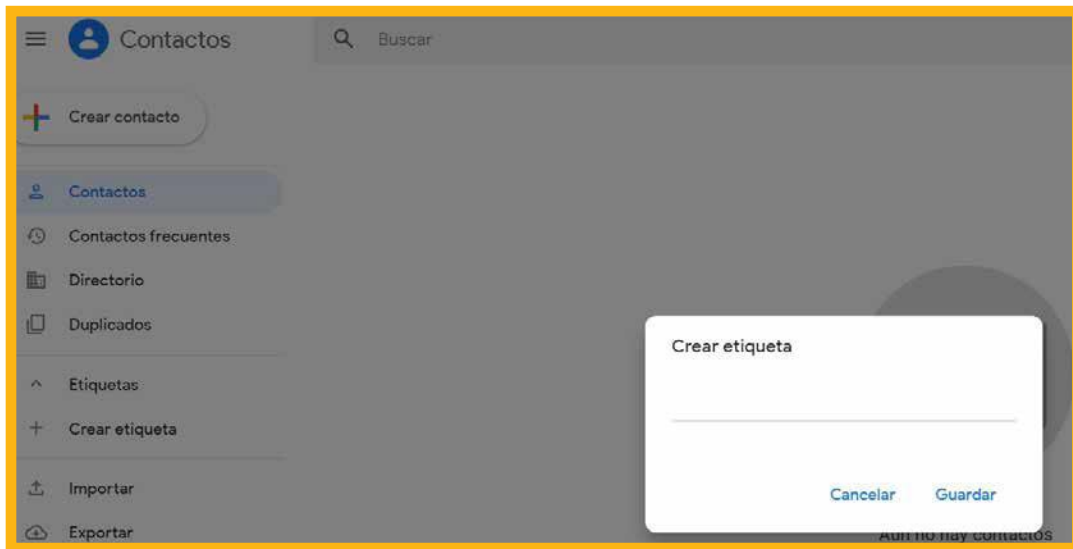 Contactos
Buscar
Crear contacto
Contactos
Contactos frecuentes
Directorio
Duplicados
Etiquetas
Crear etiqueta
Importar
Exportar
Crear etiqueta
Cancelar Guardar
Aún no hay contactos